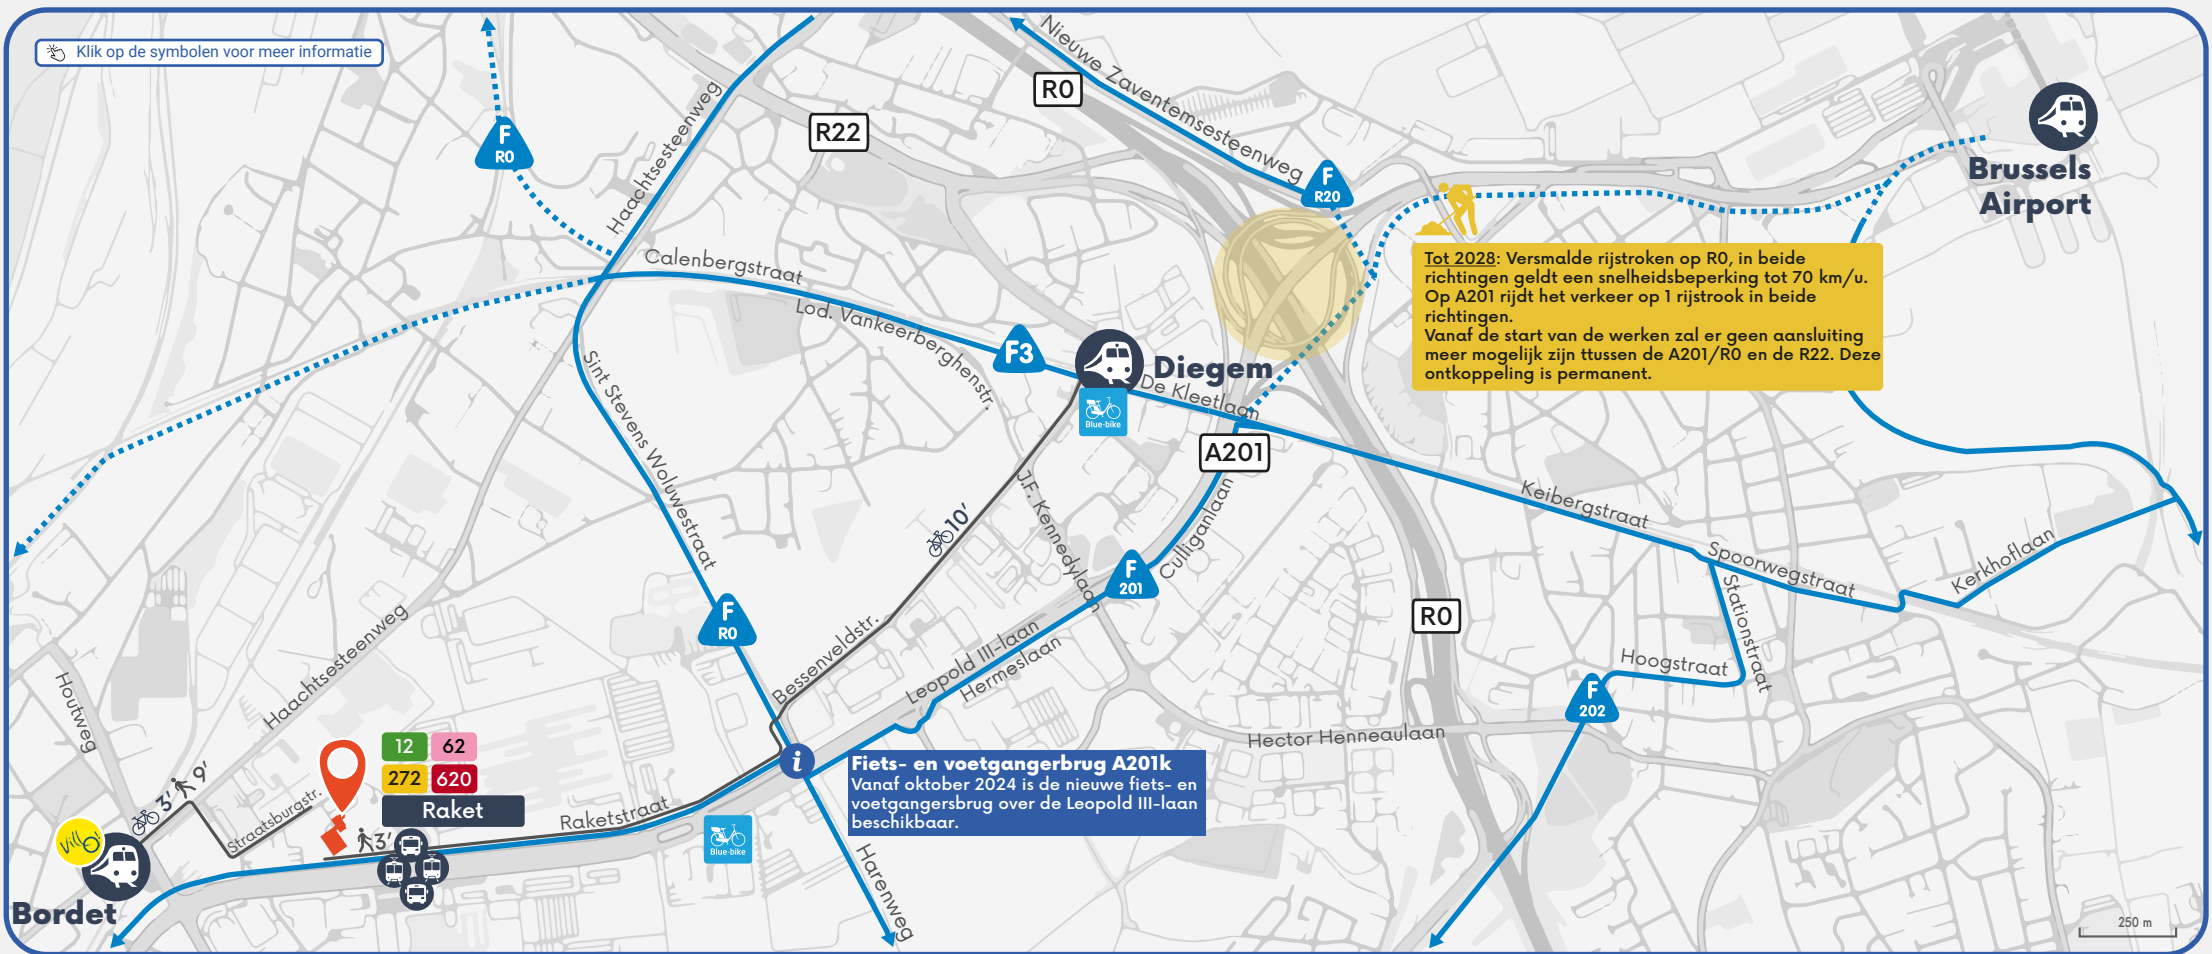 Klik op de symbolen voor meer informatie
Nieuwe Zaventemsesteenweg
R0
R22
F
R0
Haachtsesteenweg
F
R20
Brussels
Airport
Calenbergstraat
Lod. Vankeerberghenstr.
Tot 2028: Versmalde rijstroken op R0, in beide
richtingen geldt een snelheidsbeperking tot 70 km/u.
Op A201 rijdt het verkeer op 1 rijstrook in beide
richtingen.
Vanaf de start van de werken zal er geen aansluiting
meer mogelijk zijn ttussen de A201/R0 en de R22. Deze
ontkoppeling is permanent.
F3
Diegem
De Kleetlaan
Blue-bike
A201
Sint Stevens Woluwestraat
J.F. Kennedylaan
Culliganlaan
10'
Keibergstraat
Spoorwegstraat
Kerkhoflaan
Stationstraat
F
201
F
R0
R0
Bessenveldstr.
Leopold III-laan
Hermeslaan
Hoogstraat
F
202
Hector Henneaulaan
Houtweg
Haachtsesteenweg
12
62
272
620
Raket
i
Fiets- en voetgangerbrug A201k
Vanaf oktober 2024 is de nieuwe fiets- en
voetgangersbrug over de Leopold III-laan
beschikbaar.
3'
9'
Straatsburgstr.
Raketstraat
3'
Villo!
Blue-bike
Bordet
Harenweg
250 m